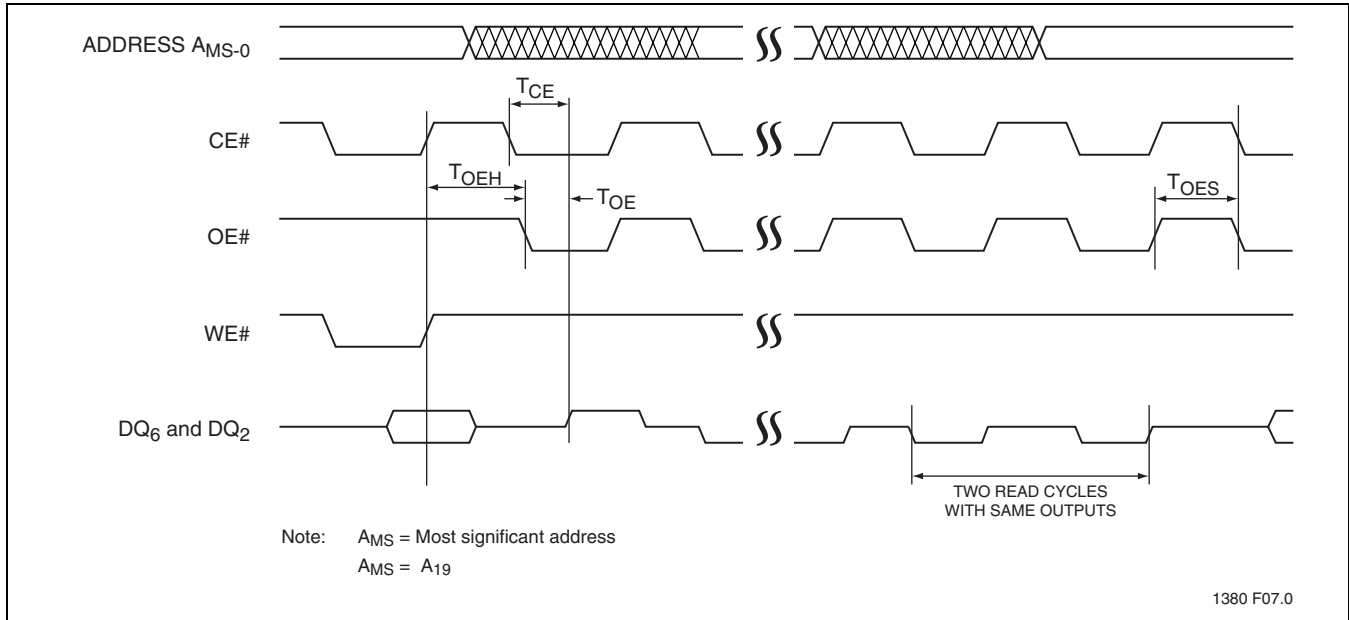 ADDRESS AMS-0
TCE
CE#
TOEH
TOE
TOES
OE#
WE#
DQ6 and DQ2
TWO READ CYCLES
WITH SAME OUTPUTS
Note: AMS = Most significant address
AMS = A19
1380 F07.0